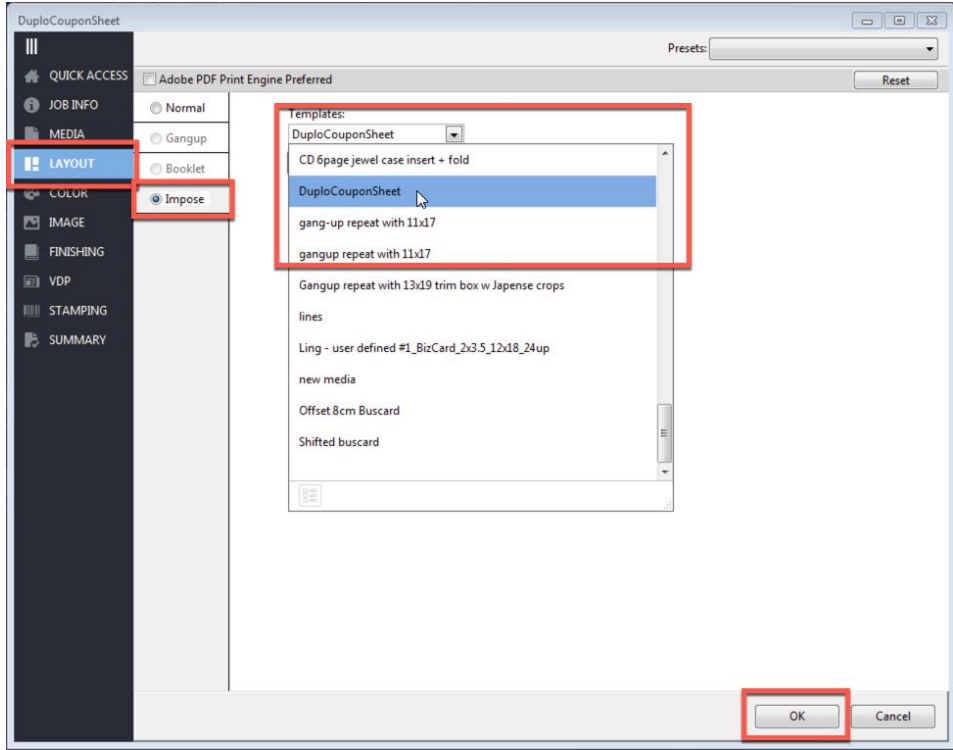 DuploCouponSheet
Presets:
QUICK ACCESS
Adobe PDF Print Engine Preferred
Reset
JOB INFO
MEDIA
LAYOUT
COLOR
IMAGE
FINISHING
VDP
STAMPING
SUMMARY
Normal
Gangup
Booklet
Impose
Templates:
DuploCouponSheet
CD 6page jewel case insert + fold
DuploCouponSheet
gang-up repeat with 11x17
gangup repeat with 11x17
Gangup repeat with 13x19 trim box w Japense crops
lines
Ling - user defined #1_BizCard_2x3.5_12x18_24up
new media
Offset 8cm Buscard
Shifted buscard
OK
Cancel